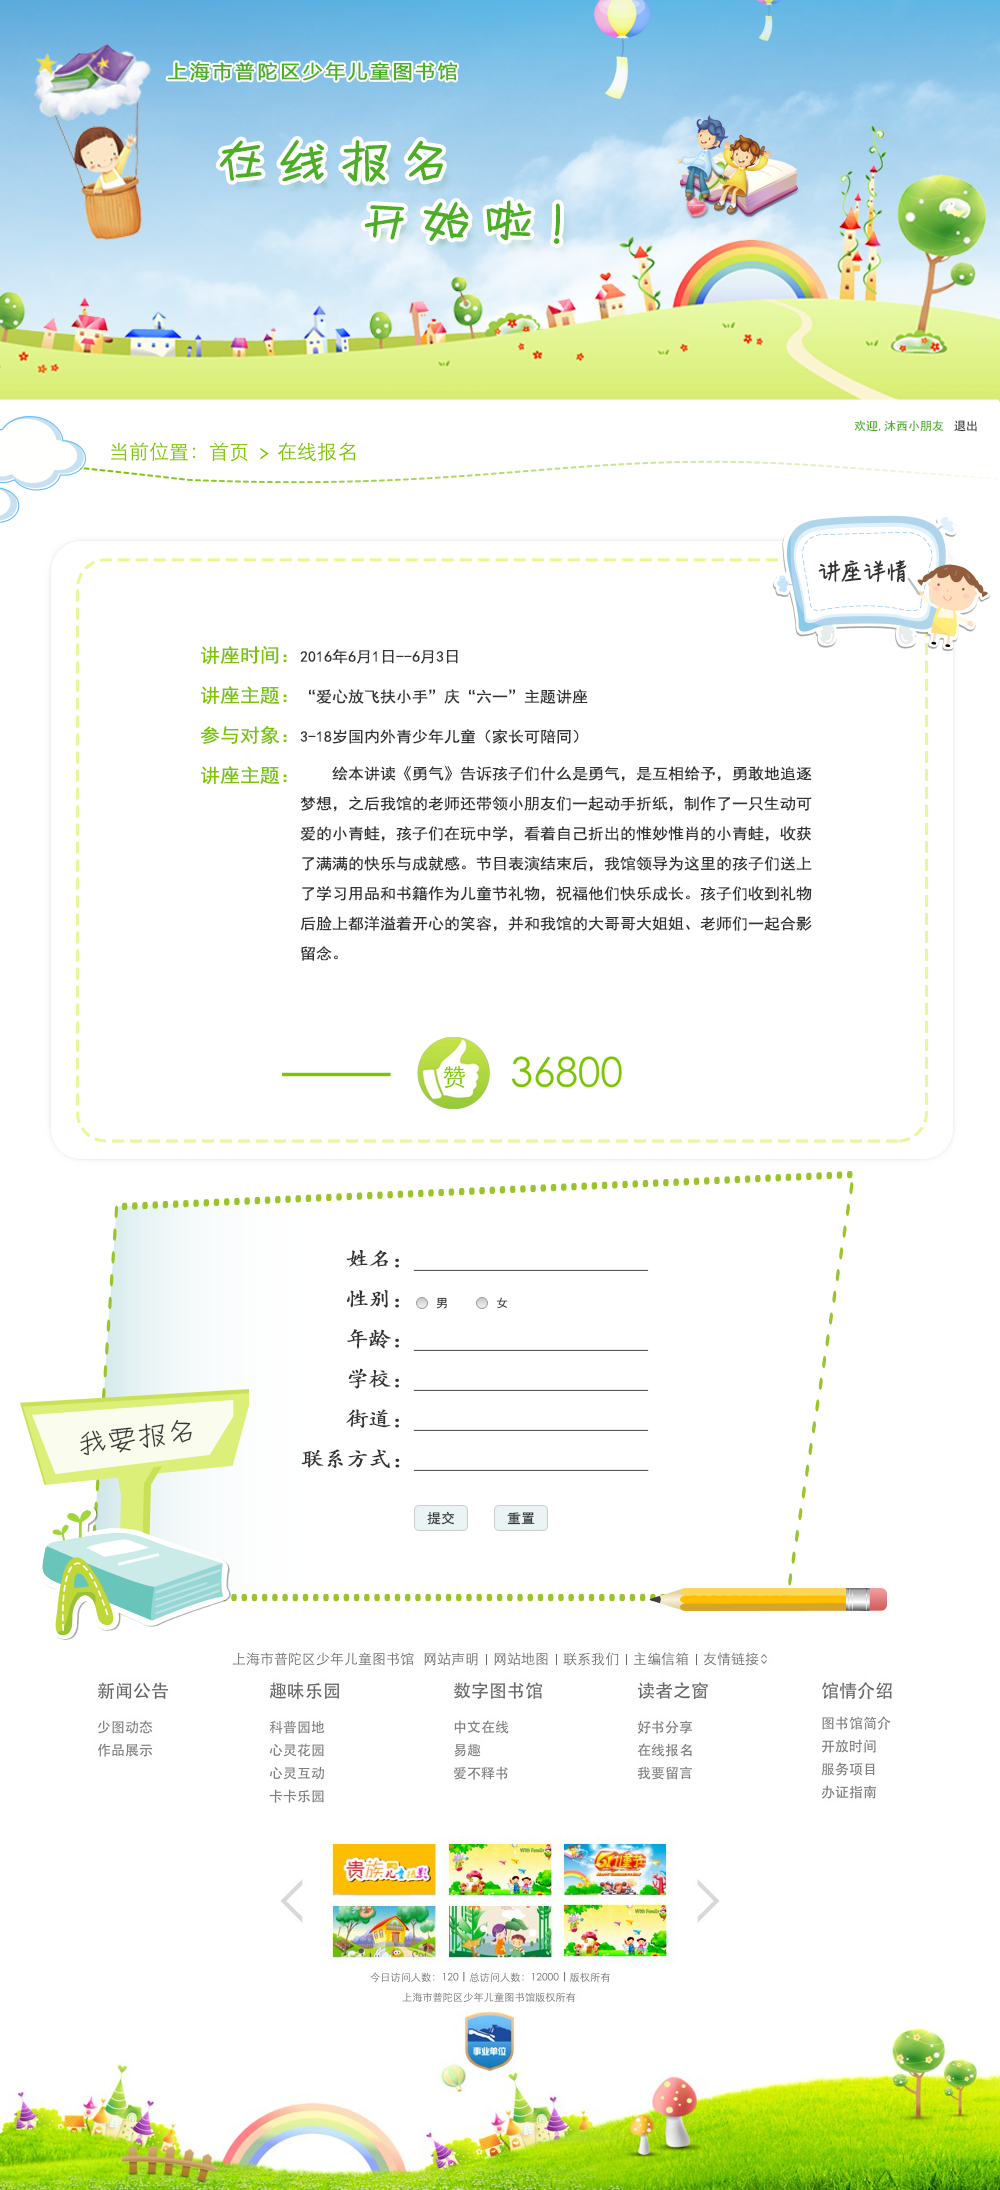 上海市普陀区少年儿童图书馆
在线报名
开始啦！
欢迎, 沐西小朋友 退出
当前位置：首页 > 在线报名
讲座详情
讲座时间： 2016年6月1日--6月3日
讲座主题： “爱心放飞扶小手”庆“六一”主题讲座
参与对象： 3-18岁国内外青少年儿童（家长可陪同）
讲座主题： 绘本讲读《勇气》告诉孩子们什么是勇气，是互相给予，勇敢地追逐
梦想，之后我馆的老师还带领小朋友们一起动手折纸，制作了一只生动可
爱的小青蛙，孩子们在玩中学，看着自己折出的惟妙惟肖的小青蛙，收获
了满满的快乐与成就感。节目表演结束后，我馆领导为这里的孩子们送上
了学习用品和书籍作为儿童节礼物，祝福他们快乐成长。孩子们收到礼物
后脸上都洋溢着开心的笑容，并和我馆的大哥哥大姐姐、老师们一起合影
留念。
赞 36800
姓名：
性别： 男 女
年龄：
学校：
街道：
联系方式：
我要报名
提交 重置
A
上海市普陀区少年儿童图书馆 网站声明 | 网站地图 | 联系我们 | 主编信箱 | 友情链接
新闻公告 趣味乐园 数字图书馆 读者之窗 馆情介绍
少图动态 科普园地 中文在线 好书分享 图书馆简介
作品展示 心灵花园 易趣 在线报名 开放时间
心灵互动 爱不释书 我要留言 服务项目
卡卡乐园 办证指南
贵族儿童摄影
61儿童节
今日访问人数：120 | 总访问人数：12000 | 版权所有
上海市普陀区少年儿童图书馆版权所有
事业单位